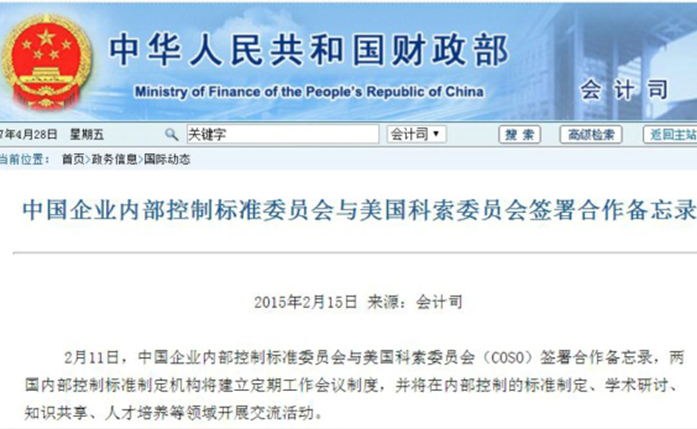 中华人民共和国财政部
Ministry of Finance of the People's Republic of China
会计司
7年4月28日 星期五 关键字 会计司 搜索 高级检索 返回主站
当前位置： 首页>政务信息>国际动态
中国企业内部控制标准委员会与美国科索委员会签署合作备忘录
2015年2月15日 来源：会计司
2月11日，中国企业内部控制标准委员会与美国科索委员会（COSO）签署合作备忘录，两
国内部控制标准制定机构将建立定期工作会议制度，并将在内部控制的标准制定、学术研讨、
知识共享、人才培养等领域开展交流活动。